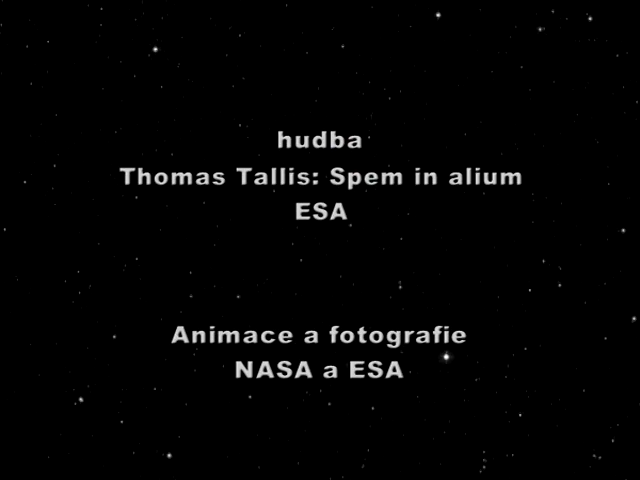 hudba
Thomas Tallis: Spem in alium
ESA
Animace a fotografie
NASA a ESA